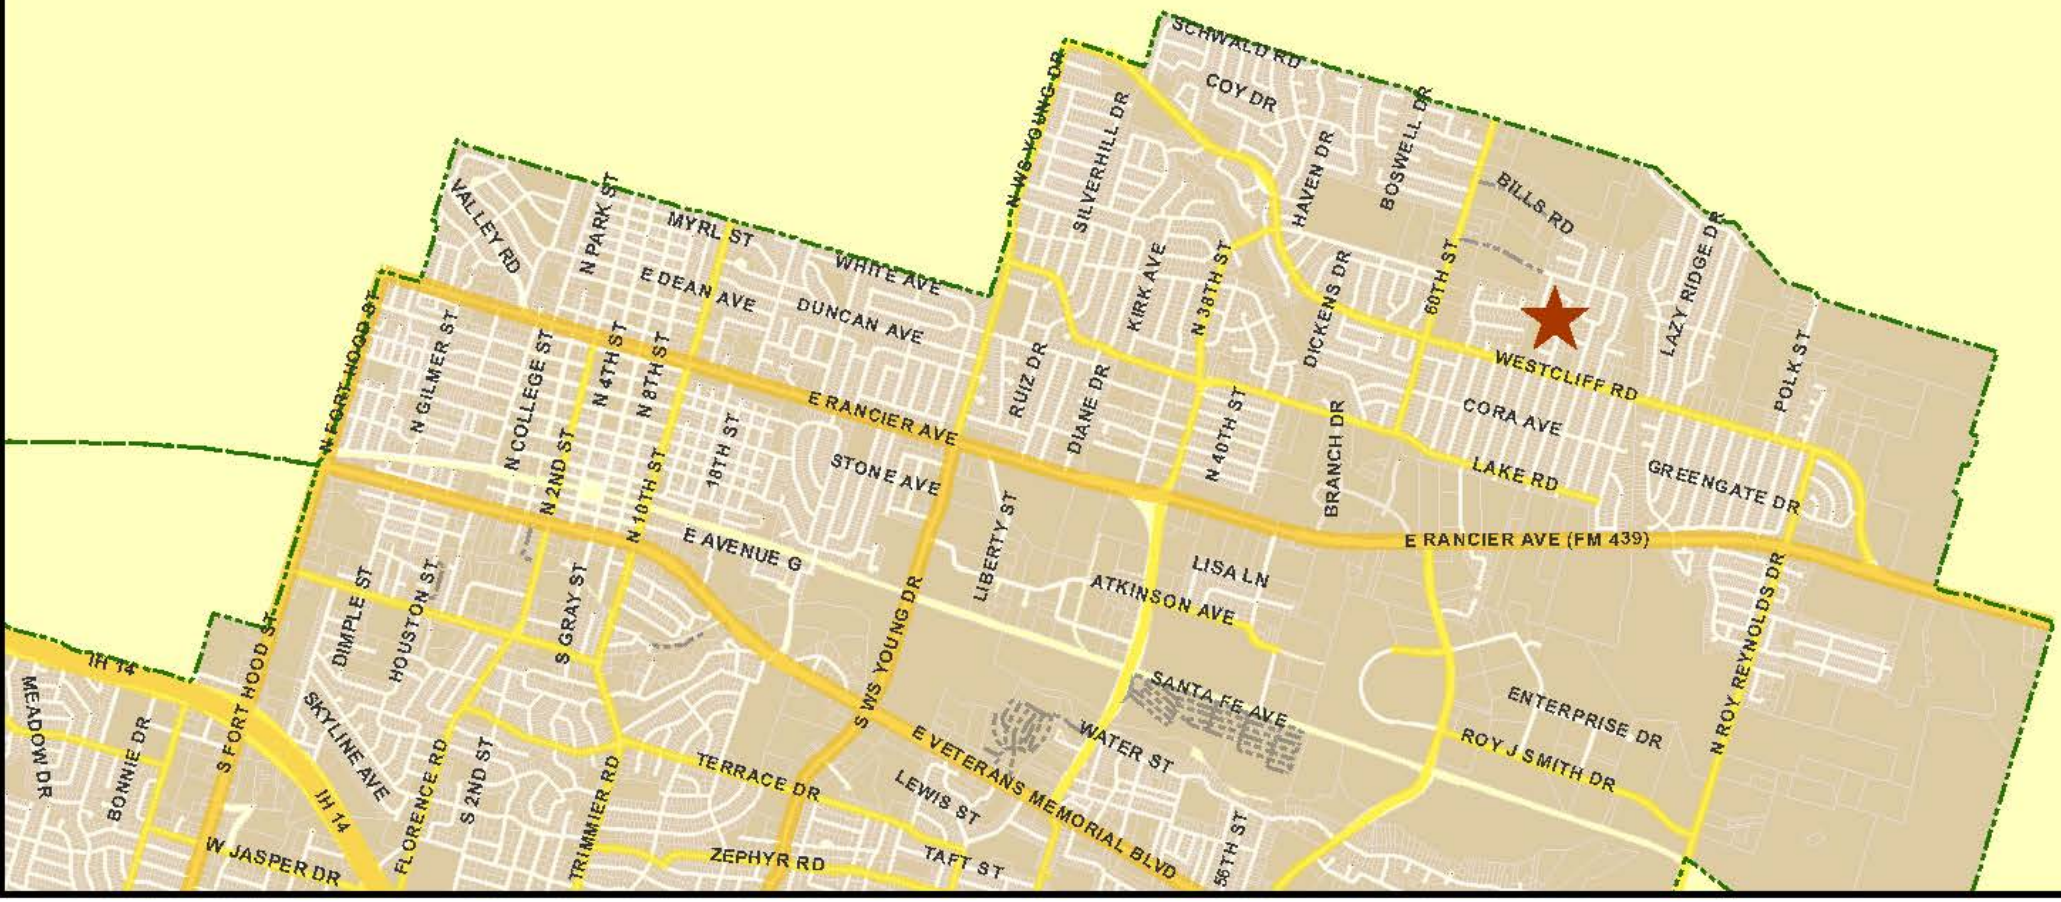 SCHWALD RD
COY DR
N WS YOUNG DR
SILVERHILL DR
HAVEN DR
BOSWELL DR
BILLS RD
VALLEY RD
N PARK ST
MYRL ST
WHITE AVE
E DEAN AVE
DUNCAN AVE
KIRK AVE
N 38TH ST
DICKENS DR
60TH ST
LAZY RIDGE DR
POLK ST
N FORT HOOD ST
N GILMER ST
N COLLEGE ST
N 4TH ST
N 8TH ST
E RANCIER AVE
RUIZ DR
DIANE DR
WESTCLIFF RD
CORA AVE
N 40TH ST
BRANCH DR
LAKE RD
GREENGATE DR
N 2ND ST
N 10TH ST
18TH ST
STONE AVE
LIBERTY ST
E AVENUE G
E RANCIER AVE (FM 439)
LISA LN
ATKINSON AVE
DIMPLE ST
HOUSTON ST
S GRAY ST
S WS YOUNG DR
N ROY REYNOLDS DR
IH 14
S FORT HOOD ST
SANTA FE AVE
ENTERPRISE DR
MEADOW DR
BONNIE DR
SKYLINE AVE
WATER ST
ROY J SMITH DR
IH 14
FLORENCE RD
S 2ND ST
TRIMMIER RD
TERRACE DR
LEWIS ST
E VETERANS MEMORIAL BLVD
W JASPER DR
ZEPHYR RD
TAFT ST
56TH ST